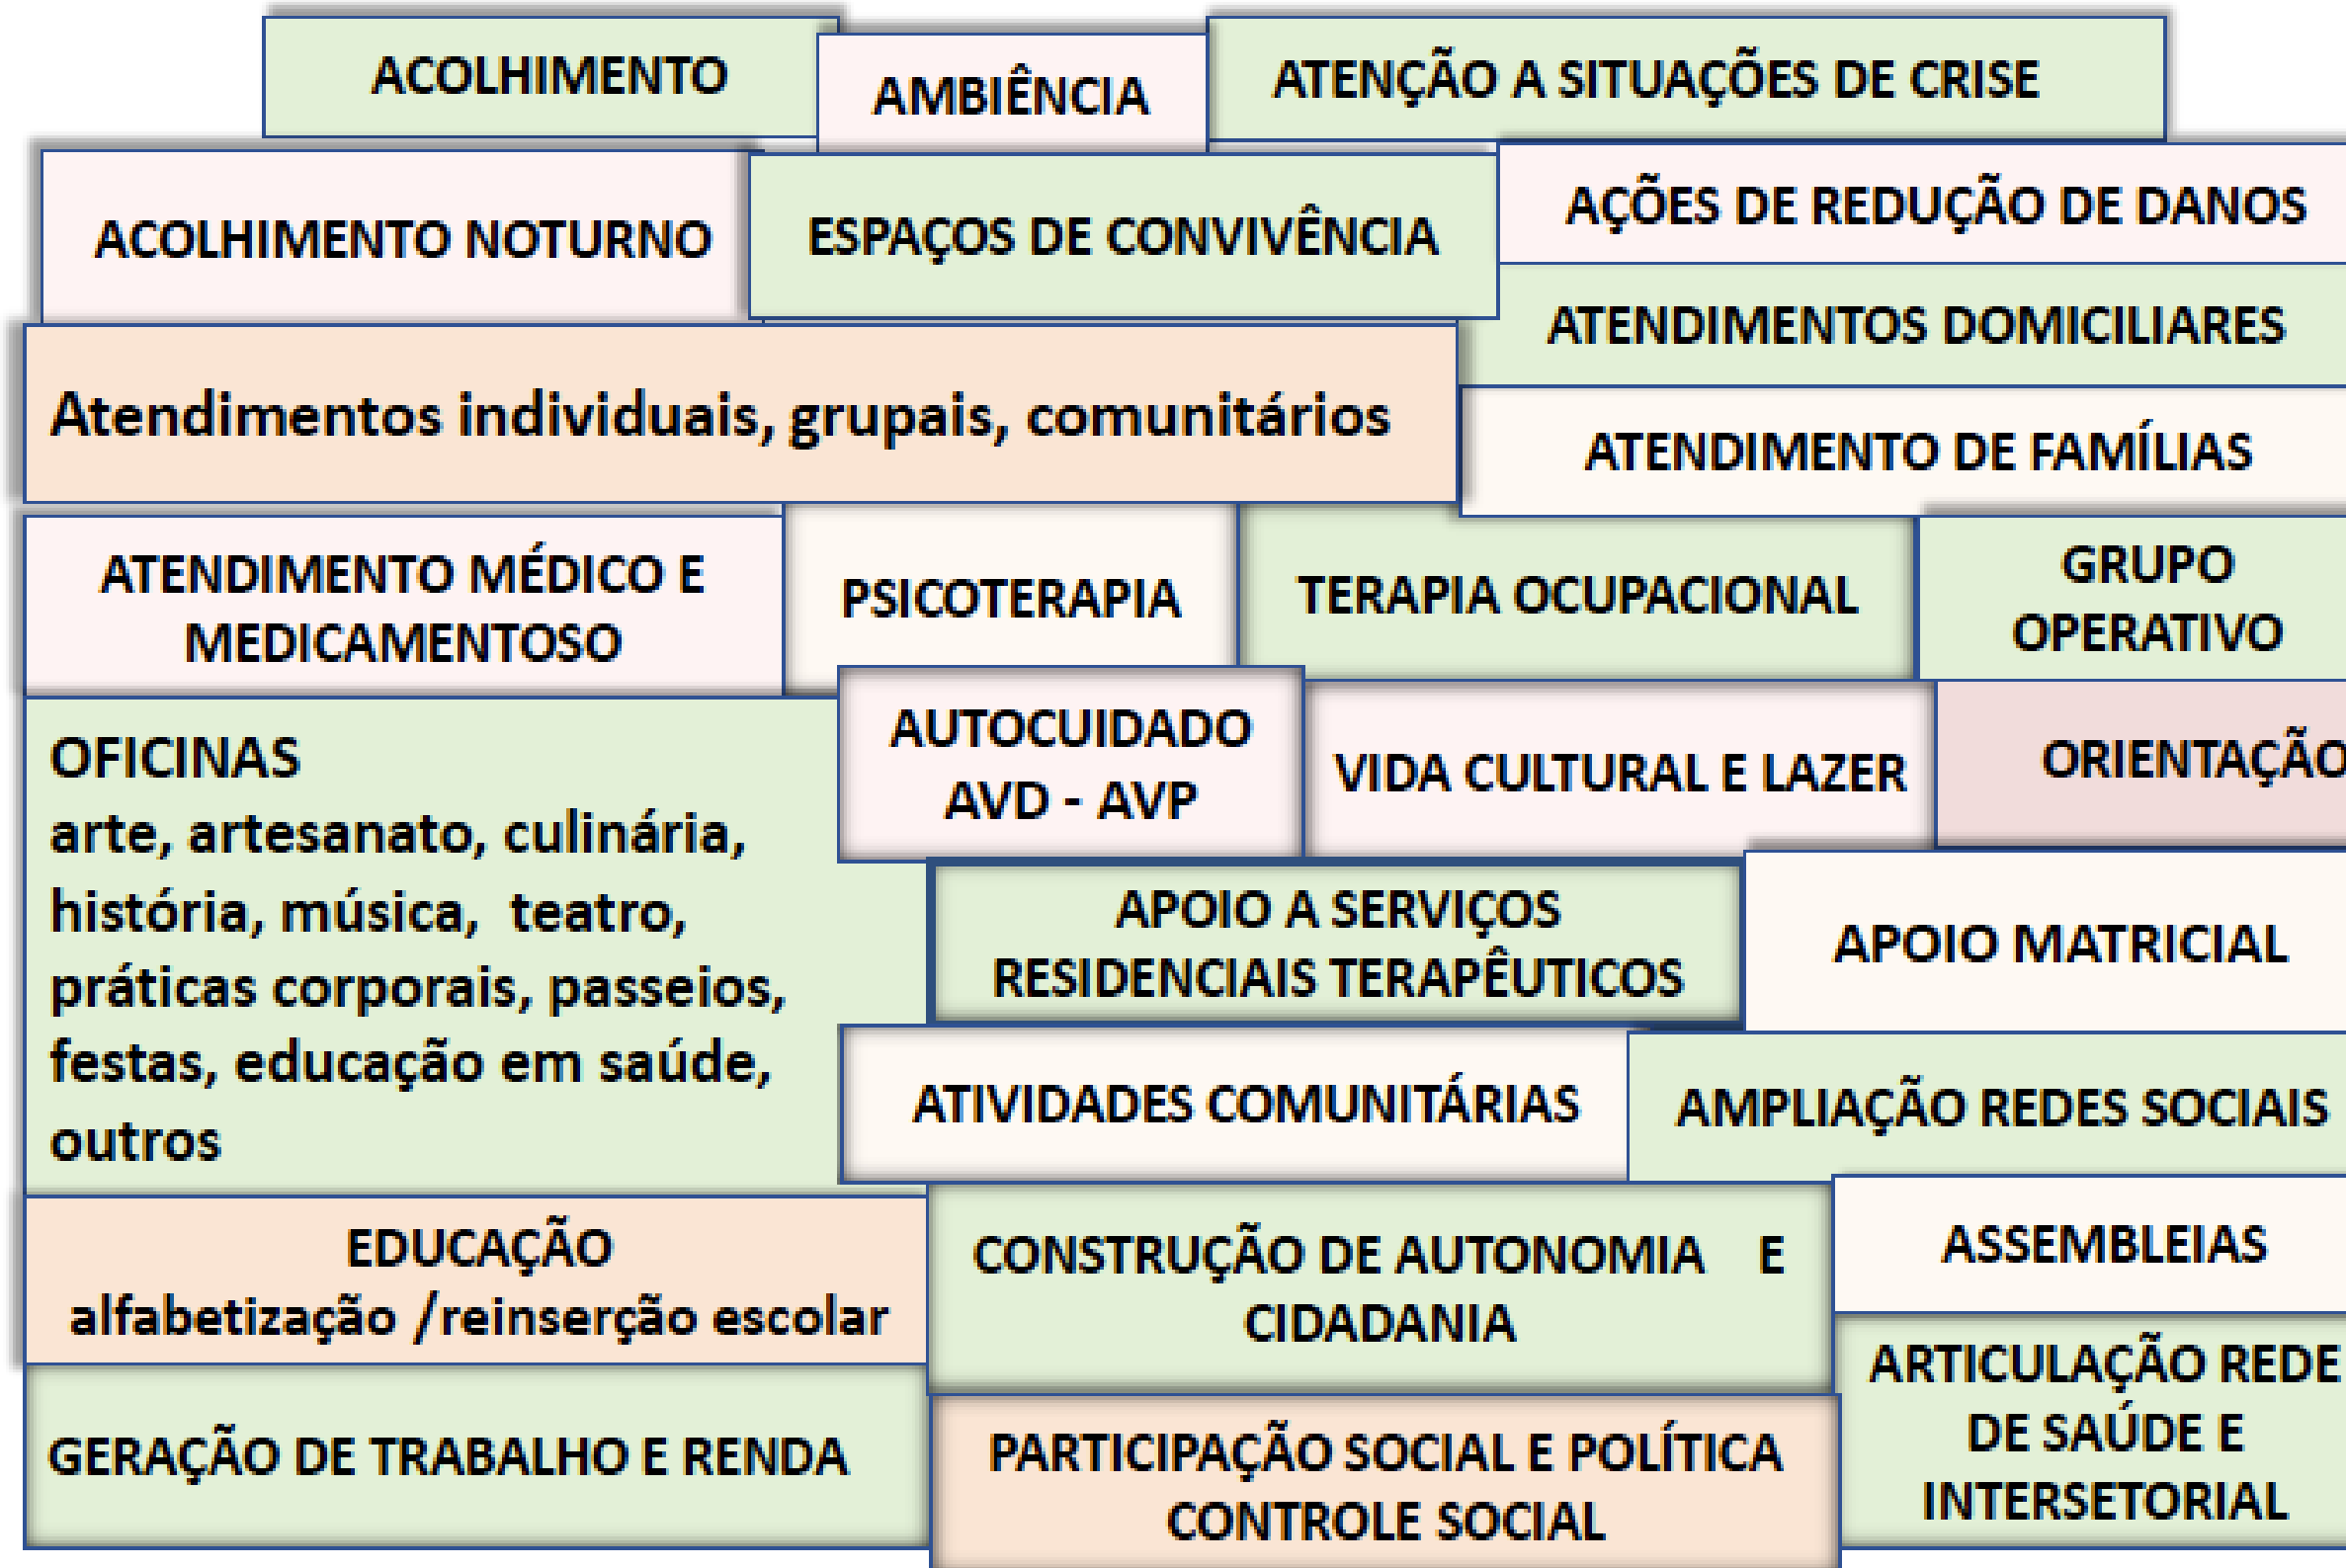 ACOLHIMENTO
AMBIÊNCIA
ATENÇÃO A SITUAÇÕES DE CRISE
ACOLHIMENTO NOTURNO
ESPAÇOS DE CONVIVÊNCIA
AÇÕES DE REDUÇÃO DE DANOS
ATENDIMENTOS DOMICILIARES
Atendimentos individuais, grupais, comunitários
ATENDIMENTO DE FAMÍLIAS
ATENDIMENTO MÉDICO E
MEDICAMENTOSO
PSICOTERAPIA
TERAPIA OCUPACIONAL
GRUPO
OPERATIVO
OFICINAS
arte, artesanato, culinária,
história, música,  teatro,
práticas corporais, passeios,
festas, educação em saúde,
outros
AUTOCUIDADO
AVD - AVP
VIDA CULTURAL E LAZER
ORIENTAÇÃO
APOIO A SERVIÇOS
RESIDENCIAIS TERAPÊUTICOS
APOIO MATRICIAL
ATIVIDADES COMUNITÁRIAS
AMPLIAÇÃO REDES SOCIAIS
EDUCAÇÃO
alfabetização /reinserção escolar
CONSTRUÇÃO DE AUTONOMIA    E
CIDADANIA
ASSEMBLEIAS
GERAÇÃO DE TRABALHO E RENDA
PARTICIPAÇÃO SOCIAL E POLÍTICA
CONTROLE SOCIAL
ARTICULAÇÃO REDE
DE SAÚDE E
INTERSETORIAL